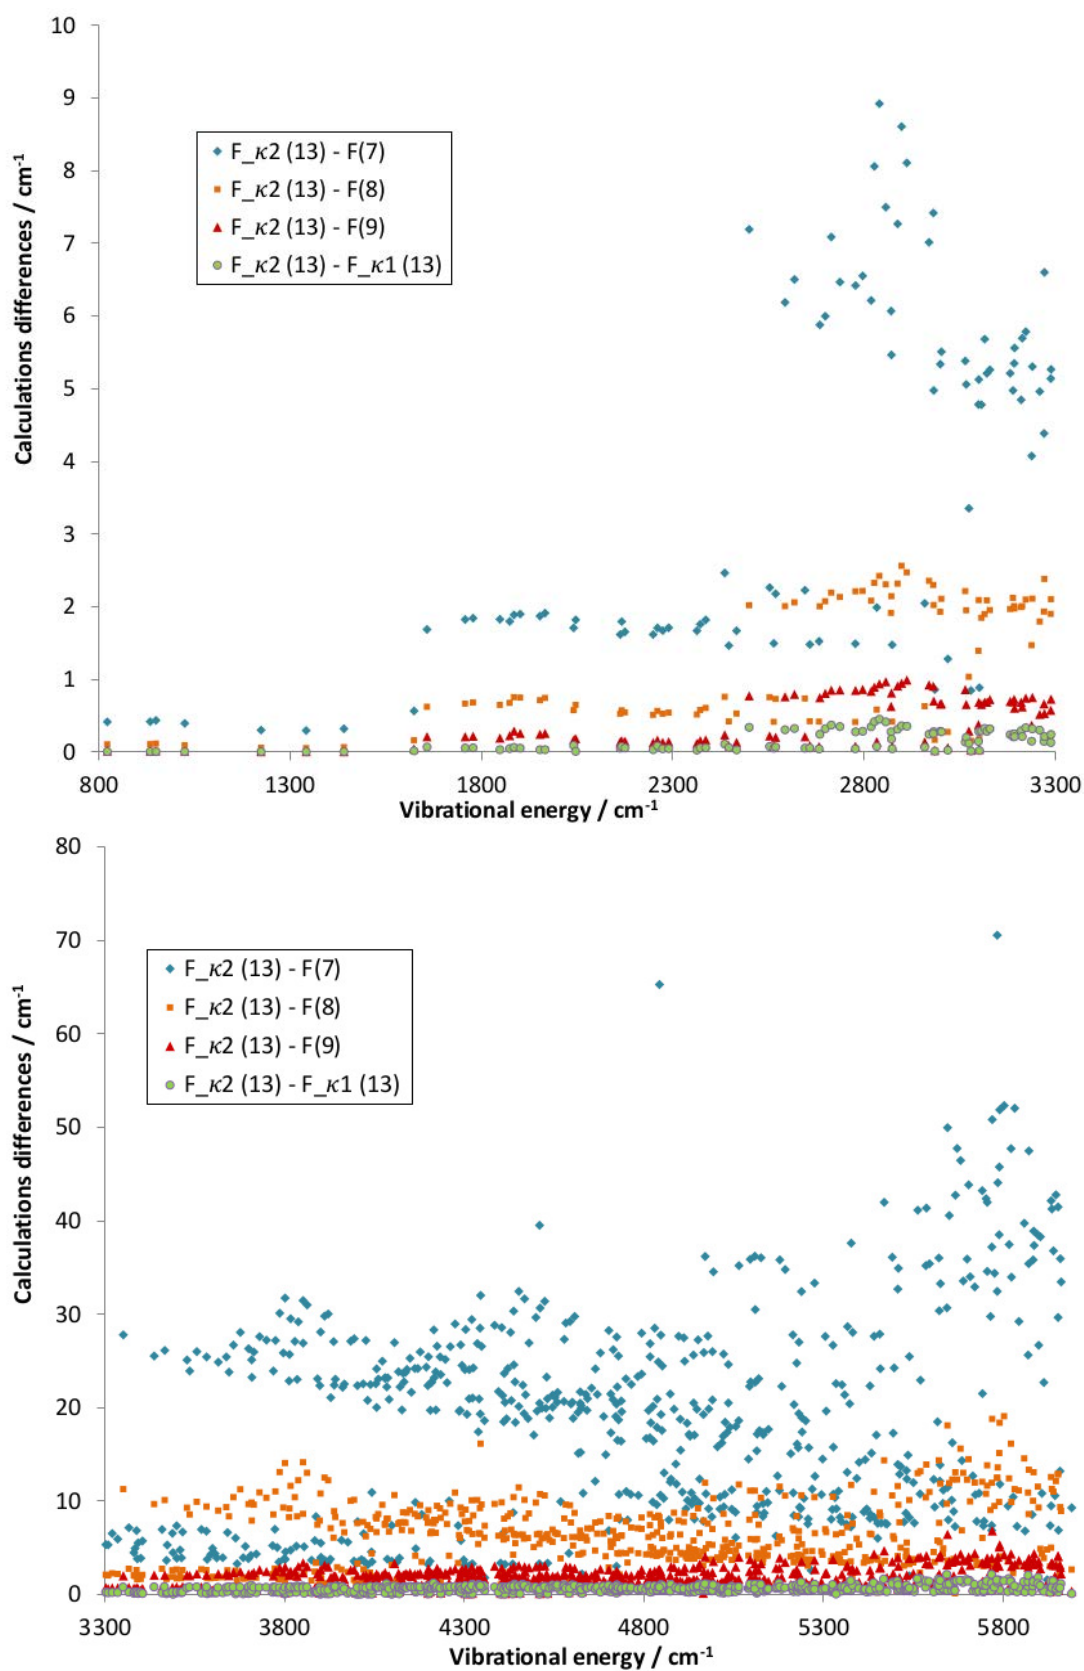 10
9
8
7
6
5
4
3
2
1
0
Calculations differences / cm-1
F_κ2 (13) - F(7)
F_κ2 (13) - F(8)
F_κ2 (13) - F(9)
F_κ2 (13) - F_κ1 (13)
800 1300 1800 2300 2800 3300
Vibrational energy / cm-1
80
70
60
50
40
30
20
10
0
Calculations differences / cm-1
F_κ2 (13) - F(7)
F_κ2 (13) - F(8)
F_κ2 (13) - F(9)
F_κ2 (13) - F_κ1 (13)
3300 3800 4300 4800 5300 5800
Vibrational energy / cm-1